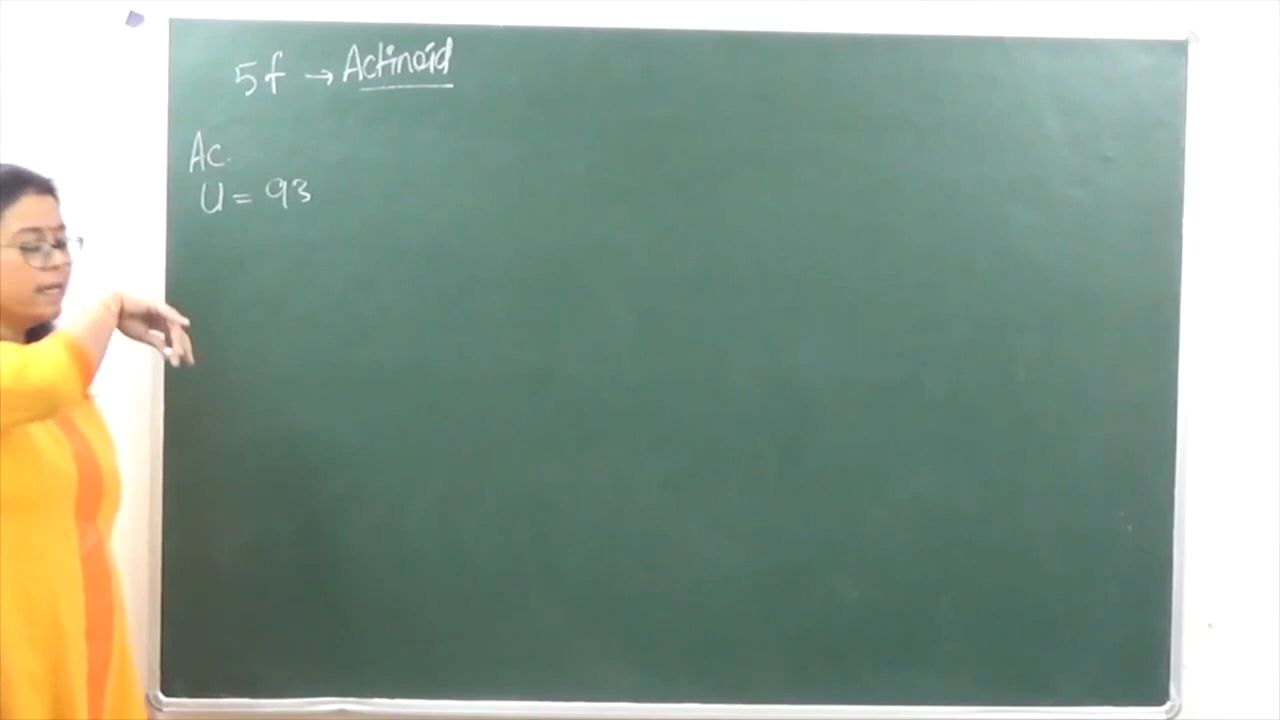 5f → Actinoid
Ac.
U = 93